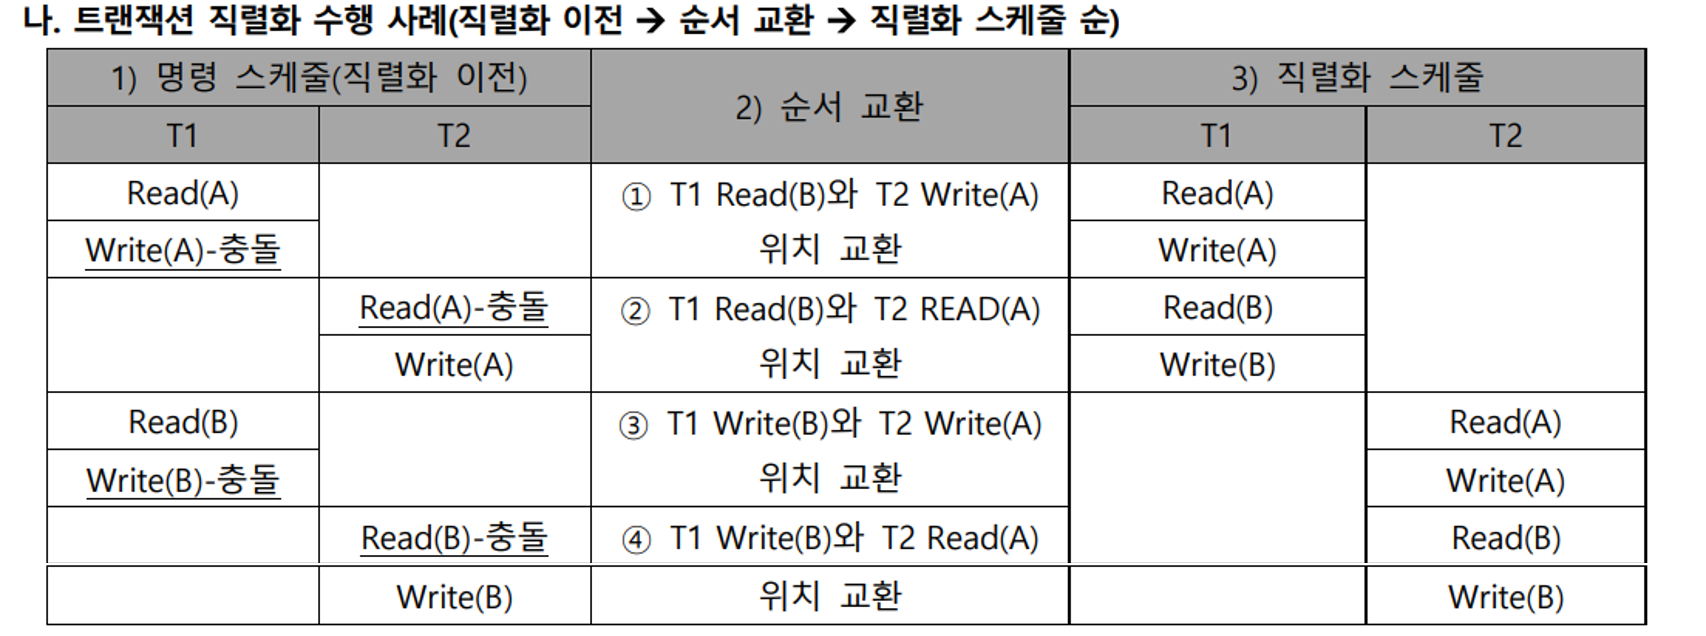 나. 트랜잭션 직렬화 수행 사례(직렬화 이전 → 순서 교환 → 직렬화 스케줄 순)
1) 명령 스케줄(직렬화 이전) 2) 순서 교환 3) 직렬화 스케줄
T1 T2 T1 T2
Read(A) ① T1 Read(B)와 T2 Write(A) Read(A)
Write(A)-충돌 위치 교환 Write(A)
Read(A)-충돌 ② T1 Read(B)와 T2 READ(A) Read(B)
Write(A) 위치 교환 Write(B)
Read(B) ③ T1 Write(B)와 T2 Write(A) Read(A)
Write(B)-충돌 위치 교환 Write(A)
Read(B)-충돌 ④ T1 Write(B)와 T2 Read(A) Read(B)
Write(B) 위치 교환 Write(B)